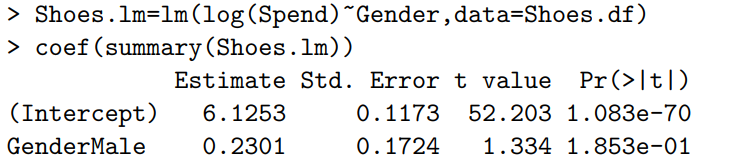 > Shoes.lm=lm(log(Spend)~Gender,data=Shoes.df)
> coef(summary(Shoes.lm))
Estimate Std. Error t value Pr(>|t|)
(Intercept) 6.1253 0.1173 52.203 1.083e-70
GenderMale 0.2301 0.1724 1.334 1.853e-01